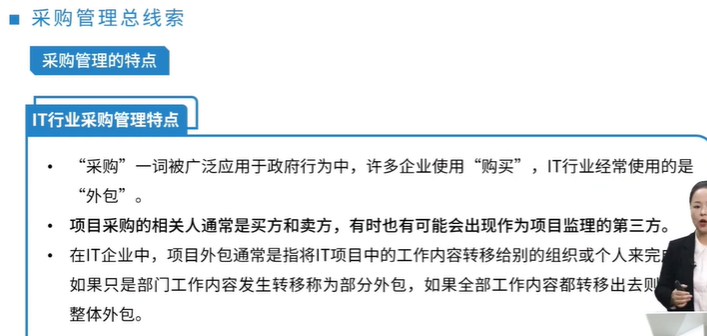 采购管理总线索
采购管理的特点
IT行业采购管理特点
• “采购”一词被广泛应用于政府行为中，许多企业使用“购买”，IT行业经常使用的是
“外包”。
• 项目采购的相关人通常是买方和卖方，有时也有可能会出现作为项目监理的第三方。
• 在IT企业中，项目外包通常是指将IT项目中的工作内容转移给别的组织或个人来完
如果只是部门工作内容发生转移称为部分外包，如果全部工作内容都转移出去则
整体外包。